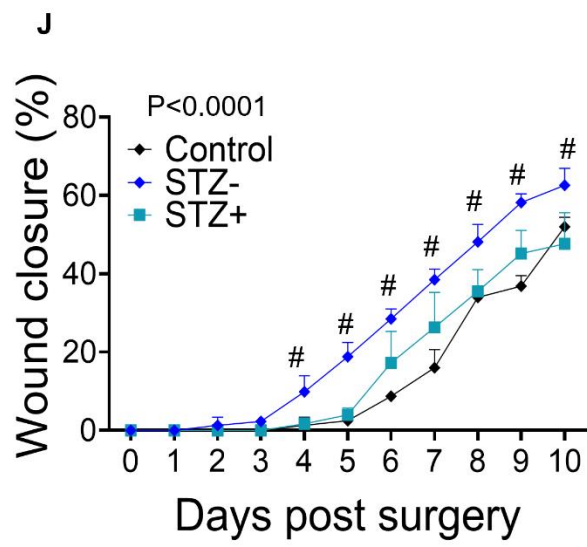 J
P<0.0001
Control
STZ-
STZ+
Wound closure (%)
80
60
40
20
0
# # # # # # #
0 1 2 3 4 5 6 7 8 9 10
Days post surgery